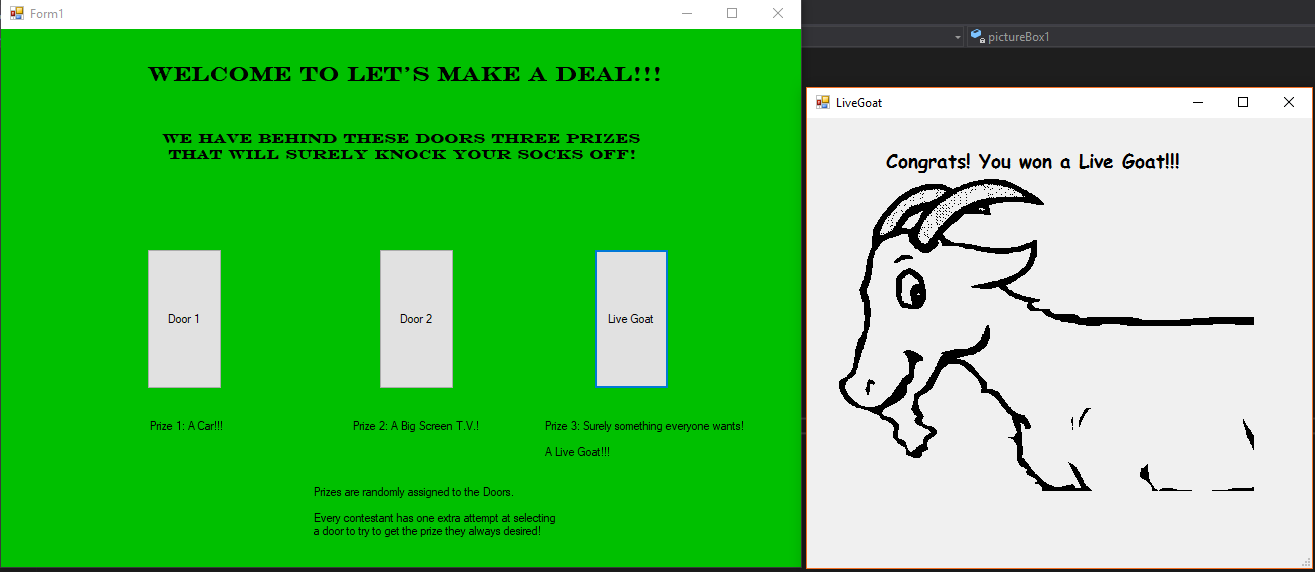 Form1
WELCOME TO LET'S MAKE A DEAL!!!
WE HAVE BEHIND THESE DOORS THREE PRIZES
THAT WILL SURELY KNOCK YOUR SOCKS OFF!
Door 1
Door 2
Live Goat
Prize 1: A Car!!!
Prize 2: A Big Screen T.V.!
Prize 3: Surely something everyone wants!
A Live Goat!!!
Prizes are randomly assigned to the Doors.
Every contestant has one extra attempt at selecting
a door to try to get the prize they always desired!
pictureBox1
LiveGoat
Congrats! You won a Live Goat!!!